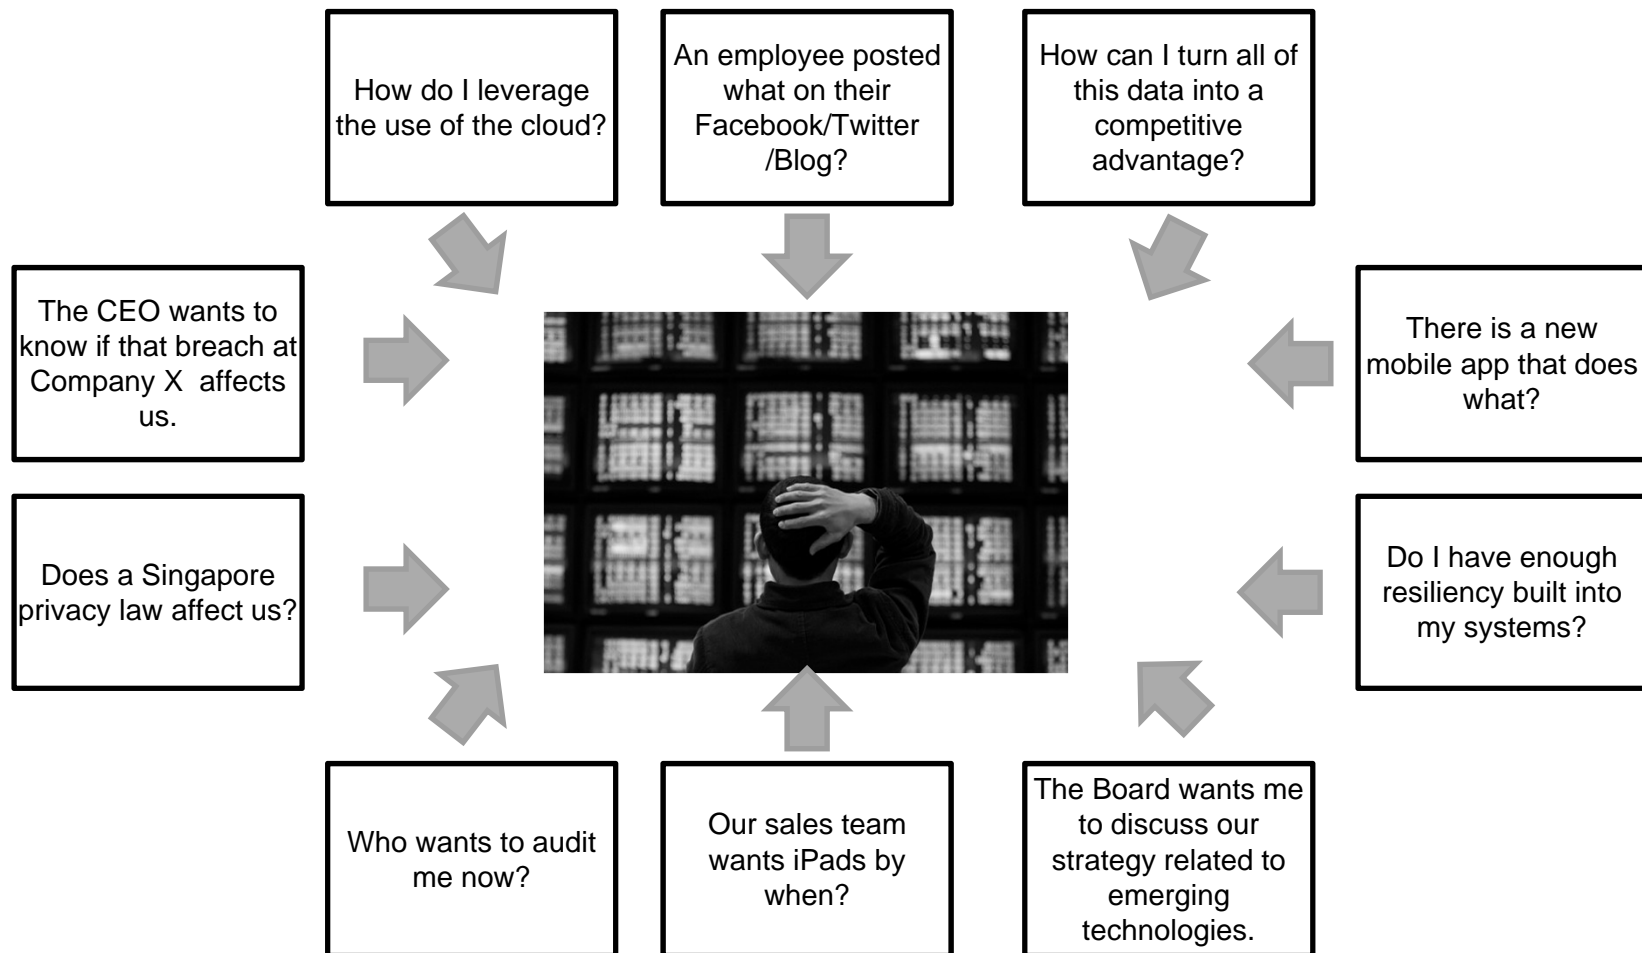 How do I leverage
the use of the cloud?
An employee posted
what on their
Facebook/Twitter
/Blog?
How can I turn all of
this data into a
competitive
advantage?
The CEO wants to
know if that breach at
Company X  affects
us.
There is a new
mobile app that does
what?
Does a Singapore
privacy law affect us?
Do I have enough
resiliency built into
my systems?
Who wants to audit
me now?
Our sales team
wants iPads by
when?
The Board wants me
to discuss our
strategy related to
emerging
technologies.